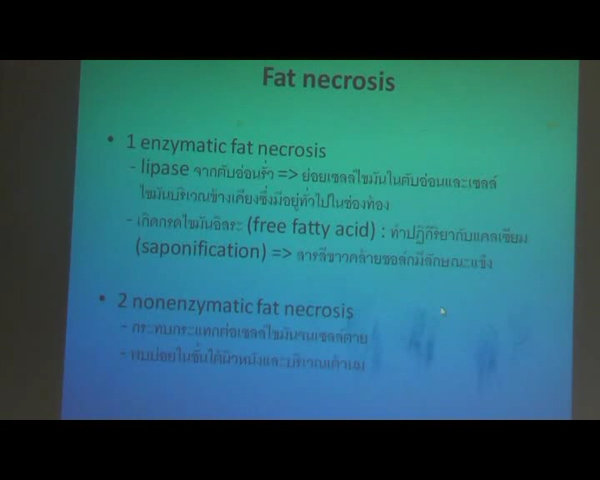 Fat necrosis
• 1 enzymatic fat necrosis
- lipase จากตับอ่อนรั่ว => ย่อยเซลล์ไขมันในตับอ่อนและเซลล์
ไขมันบริเวณข้างเคียงซึ่งมีอยู่ทั่วไปในช่องท้อง
- เกิดกรดไขมันอิสระ (free fatty acid) : ทำปฏิกิริยากับแคลเซียม
(saponification) => สารสีขาวคล้ายชอล์กมีลักษณะแข็ง
• 2 nonenzymatic fat necrosis
- กระทบกระแทกต่อเซลล์ไขมันจนเซลล์ตาย
- พบบ่อยในชั้นใต้ผิวหนังและบริเวณเต้านม